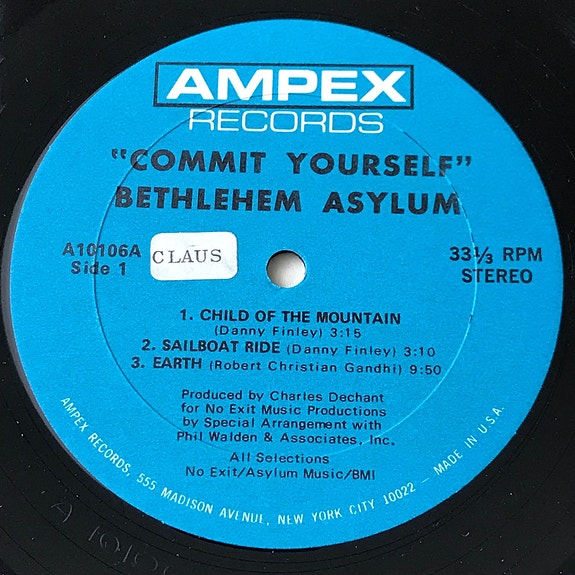 AMPEX
RECORDS
"COMMIT YOURSELF"
BETHLEHEM ASYLUM
A10106A
Side 1
CLAUS
33⅓ RPM
STEREO
1. CHILD OF THE MOUNTAIN
(Danny Finley) 3:15
2. SAILBOAT RIDE (Danny Finley) 3:10
3. EARTH (Robert Christian Gandhi) 9:50
Produced by Charles Dechant
for No Exit Music Productions
by Special Arrangement with
Phil Walden & Associates, Inc.
All Selections
No Exit/Asylum Music/BMI
AMPEX RECORDS, 555 MADISON AVENUE, NEW YORK CITY 10022 – MADE IN U.S.A.